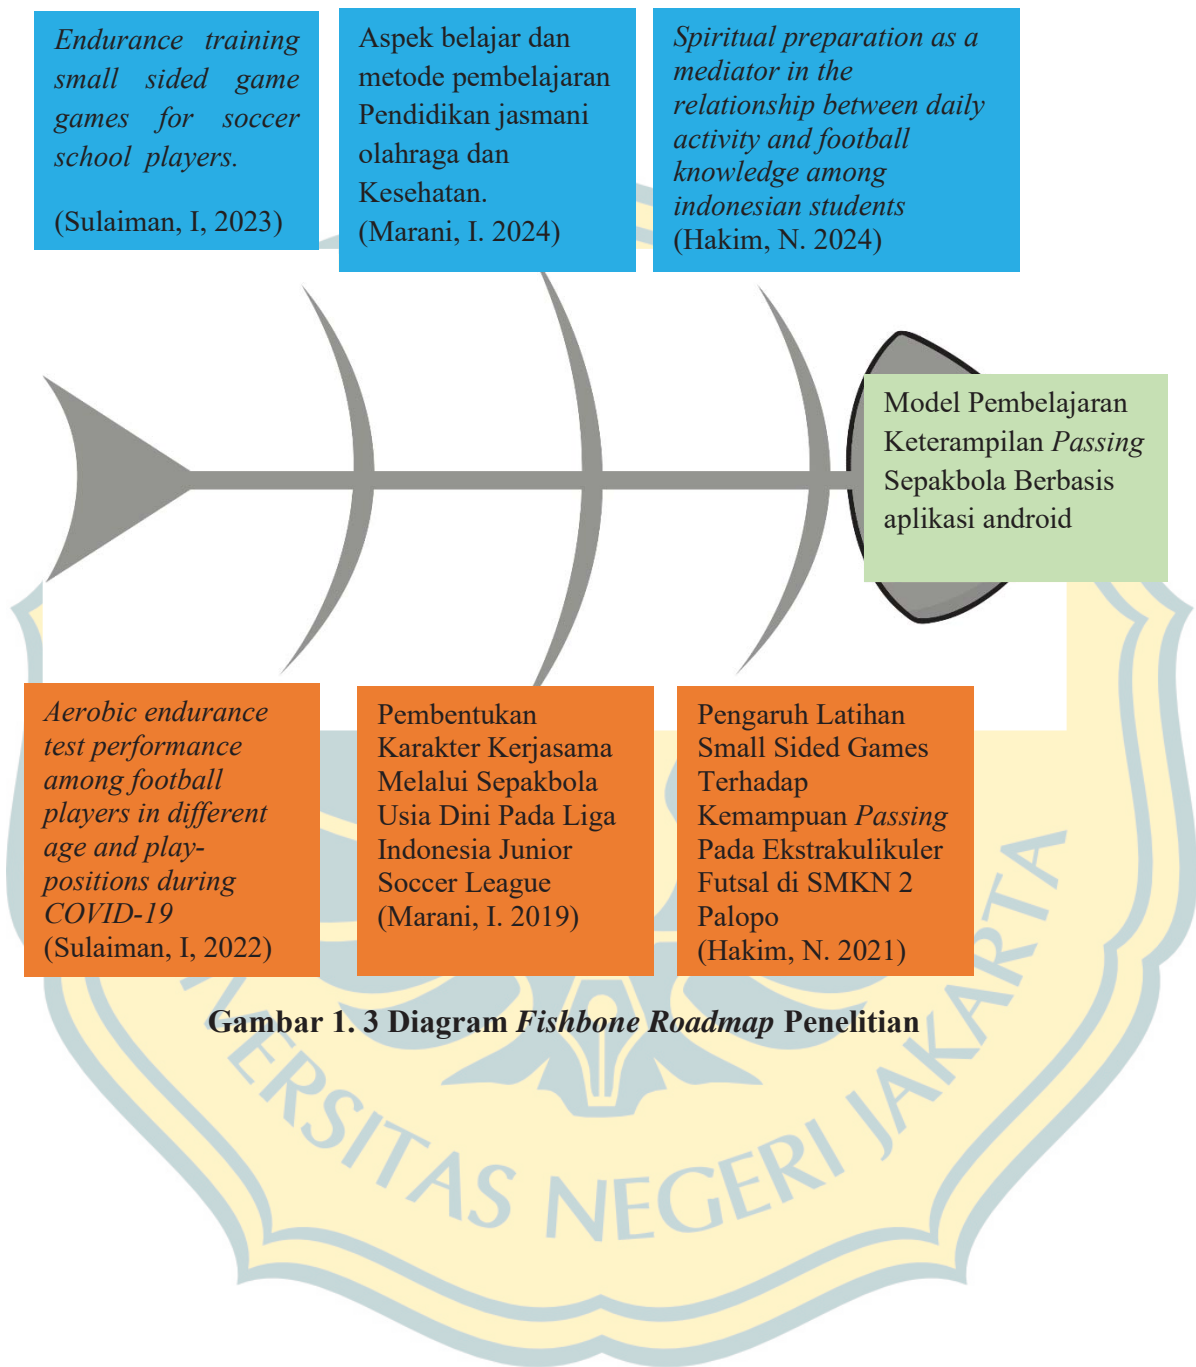 Endurance training
small sided game
games for soccer
school players.
(Sulaiman, I, 2023)
Aspek belajar dan
metode pembelajaran
Pendidikan jasmani
olahraga dan
Kesehatan.
(Marani, I. 2024)
Spiritual preparation as a
mediator in the
relationship between daily
activity and football
knowledge among
indonesian students
(Hakim, N. 2024)
Model Pembelajaran
Keterampilan Passing
Sepakbola Berbasis
aplikasi android
Aerobic endurance
test performance
among football
players in different
age and play-
positions during
COVID-19
(Sulaiman, I, 2022)
Pembentukan
Karakter Kerjasama
Melalui Sepakbola
Usia Dini Pada Liga
Indonesia Junior
Soccer League
(Marani, I. 2019)
Pengaruh Latihan
Small Sided Games
Terhadap
Kemampuan Passing
Pada Ekstrakulikuler
Futsal di SMKN 2
Palopo
(Hakim, N. 2021)
Gambar 1. 3 Diagram Fishbone Roadmap Penelitian
VERSITAS NEGERI JAKARTA